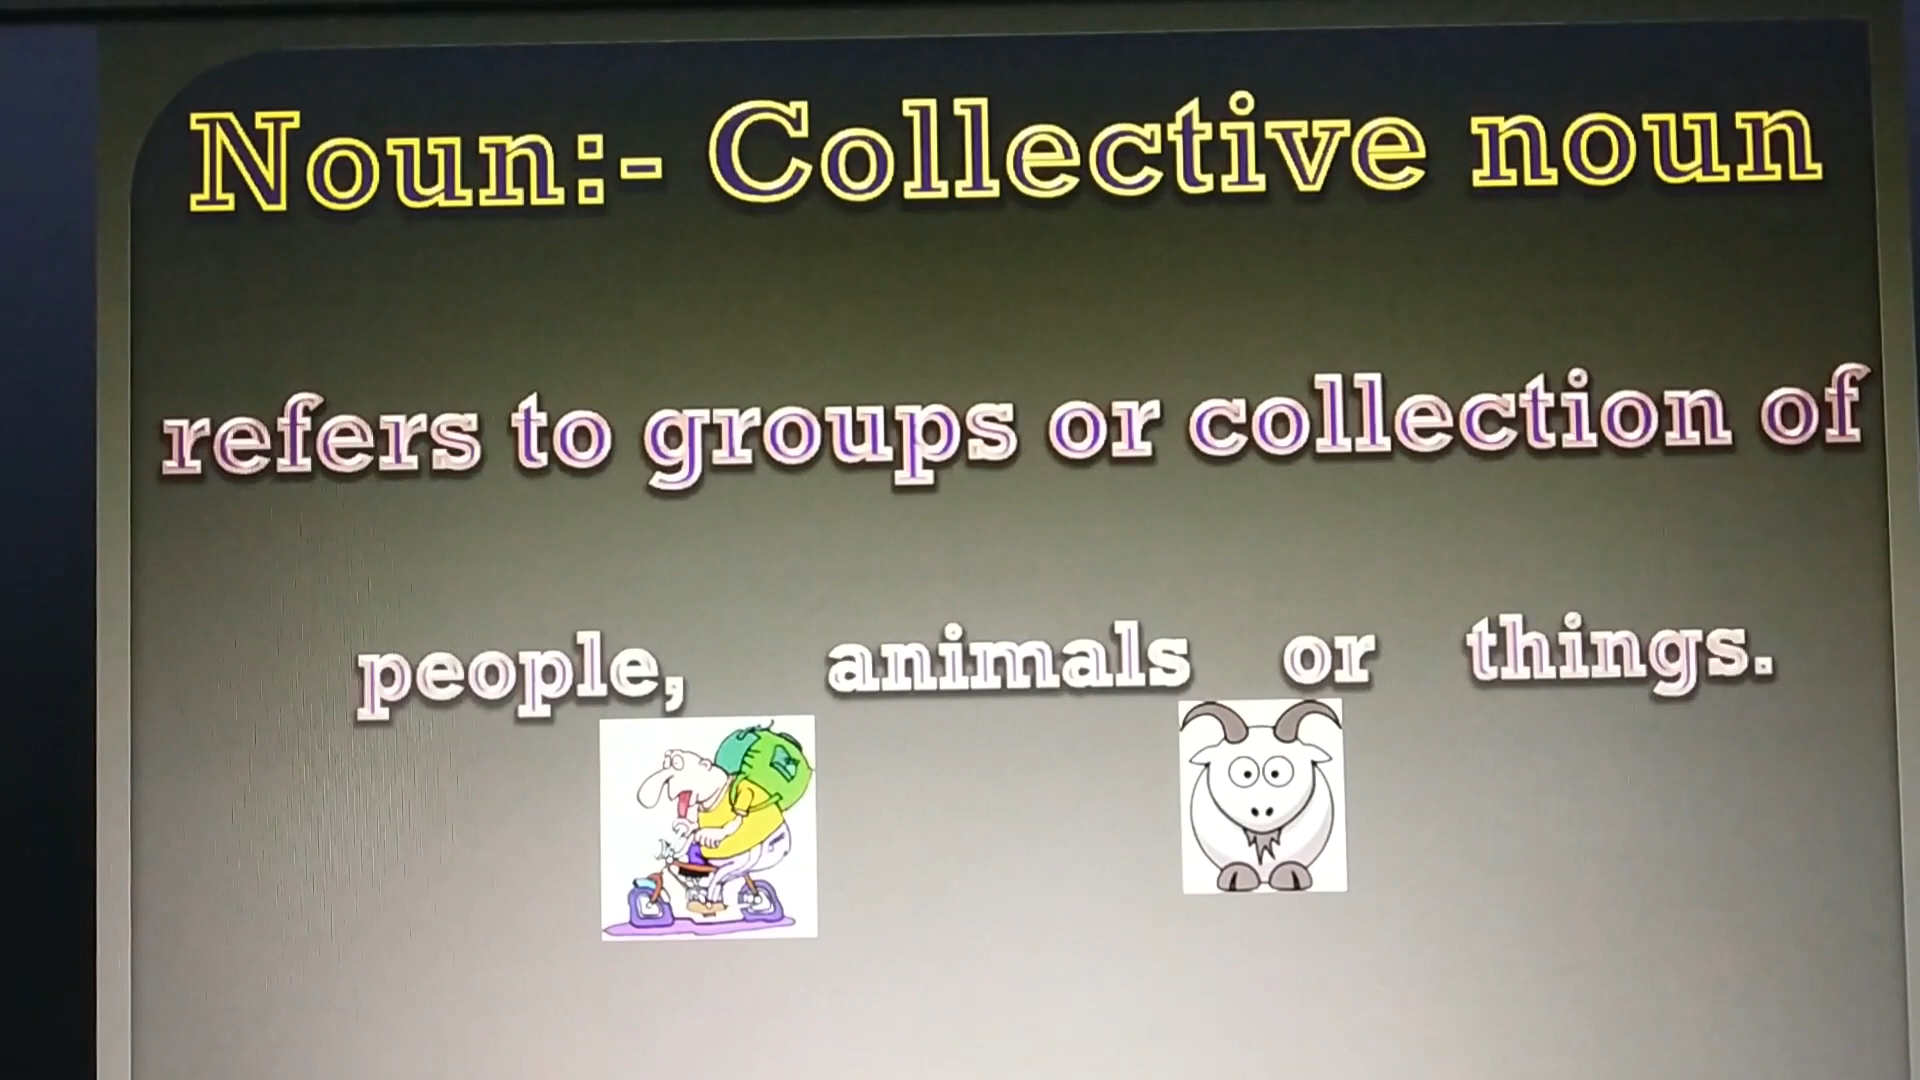 Noun:- Collective noun
refers to groups or collection of
people, animals or things.